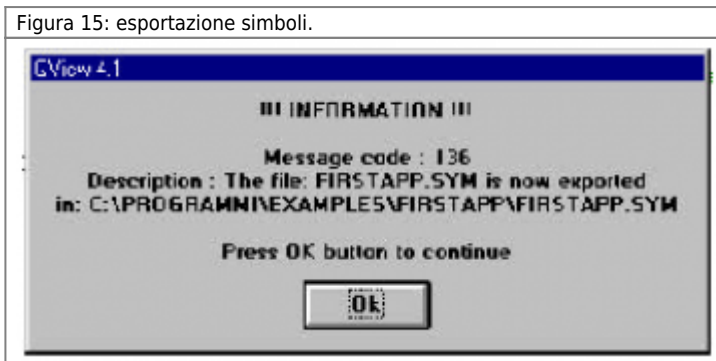 Figura 15: esportazione simboli.
GView 4.1
!!! INFORMATION !!!
Message code : 136
Description : The file: FIRSTAPP.SYM is now exported
in: C:\PROGRAMMI\EXAMPLES\FIRSTAPP\FIRSTAPP.SYM
Press OK button to continue
Ok